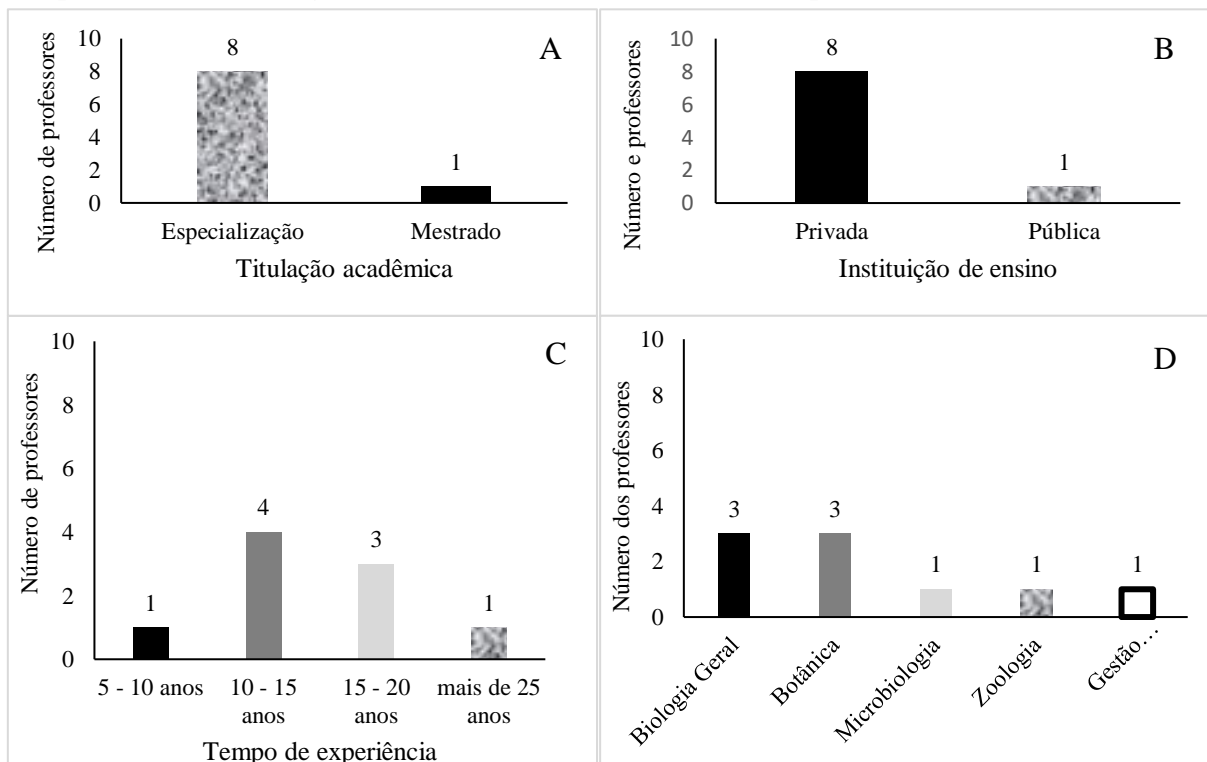 A
Número de professores
10
8
6
4
2
0
8
1
Especialização
Mestrado
Titulação acadêmica
B
Número e professores
10
8
6
4
2
0
8
1
Privada
Pública
Instituição de ensino
C
Número de professores
10
8
6
4
2
0
1
4
3
1
5 - 10 anos
10 - 15
anos
15 - 20
anos
mais de 25
anos
Tempo de experiência
D
Número dos professores
10
8
6
4
2
0
3
3
1
1
1
Biologia Geral
Botânica
Microbiologia
Zoologia
Gestão...